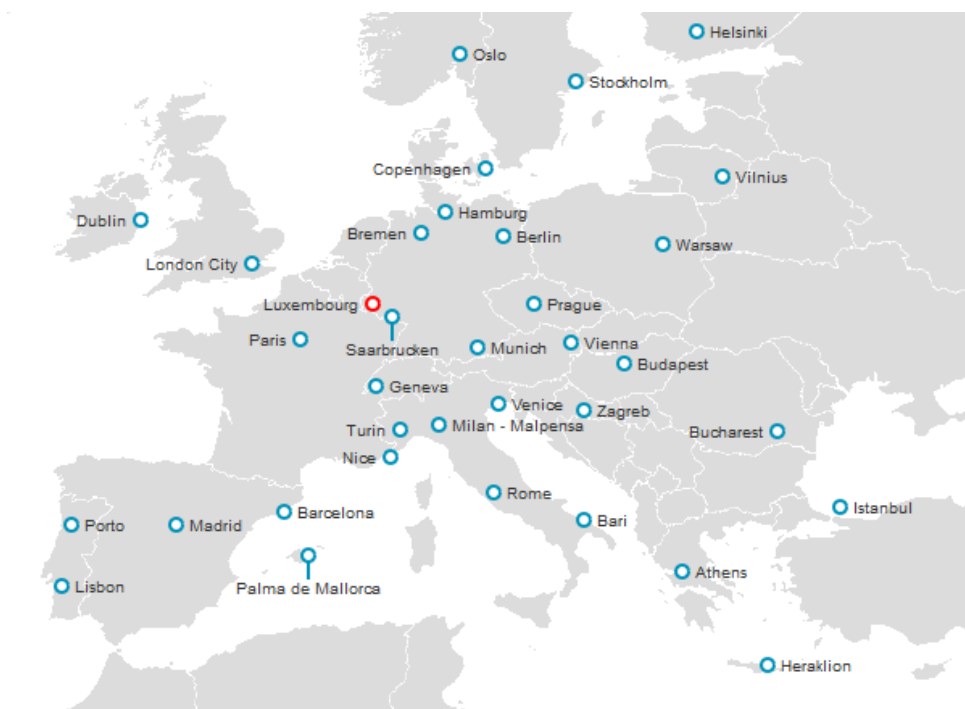 Helsinki
Oslo
Stockholm
Copenhagen
Vilnius
Hamburg
Dublin
Bremen
Berlin
Warsaw
London City
Luxembourg
Prague
Paris
Saarbrucken
Munich
Vienna
Budapest
Geneva
Venice
Zagreb
Turin
Milan - Malpensa
Bucharest
Nice
Rome
Istanbul
Barcelona
Bari
Porto
Madrid
Athens
Lisbon
Palma de Mallorca
Heraklion